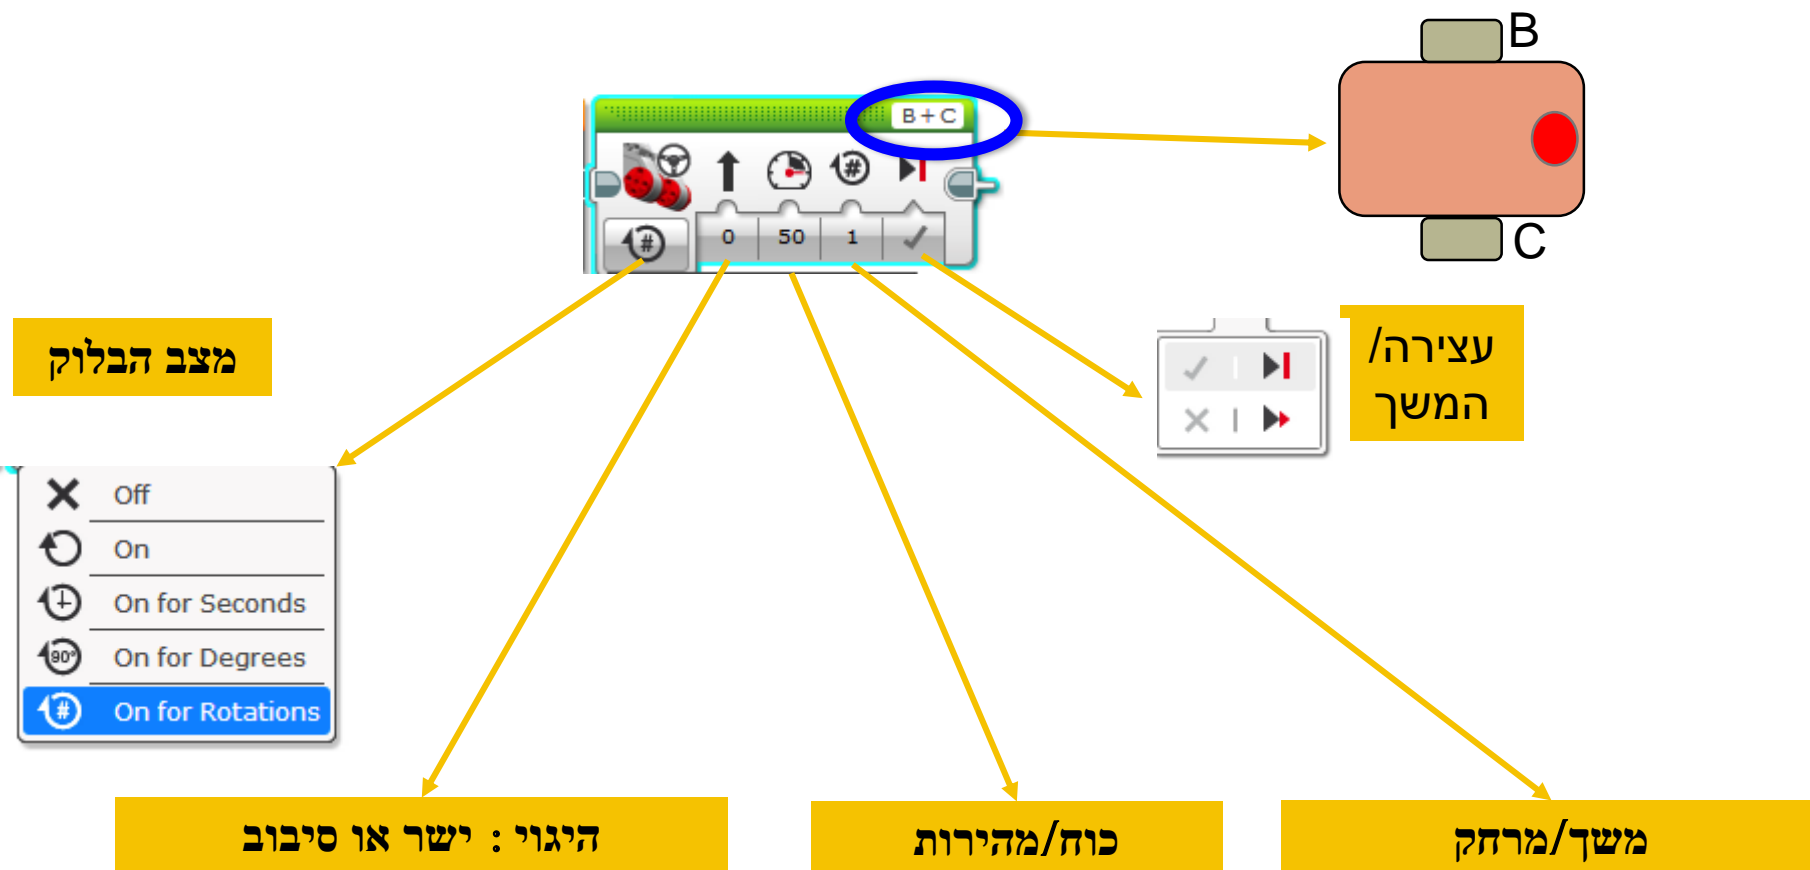 B
B+C
#
#
0
50
1
C
מצב הבלוק
עצירה/
המשך
Off
On
On for Seconds
90°
On for Degrees
#
On for Rotations
היגוי : ישר או סיבוב
כוח/מהירות
משך/מרחק